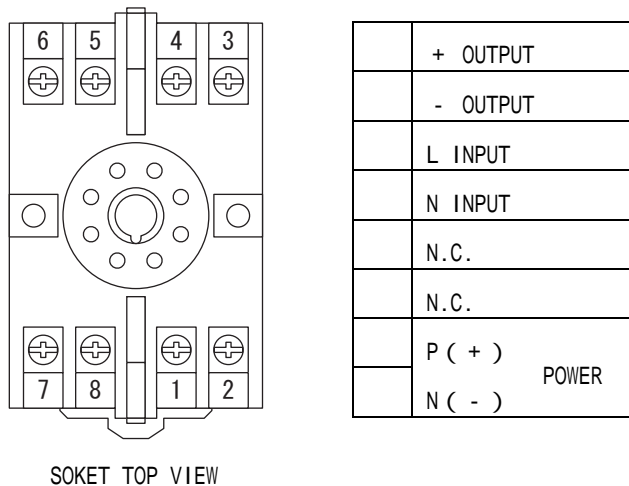 6 5 4 3
7 8 1 2
SOKET TOP VIEW
+ OUTPUT
- OUTPUT
L INPUT
N INPUT
N.C.
N.C.
P ( + )
POWER
N ( - )